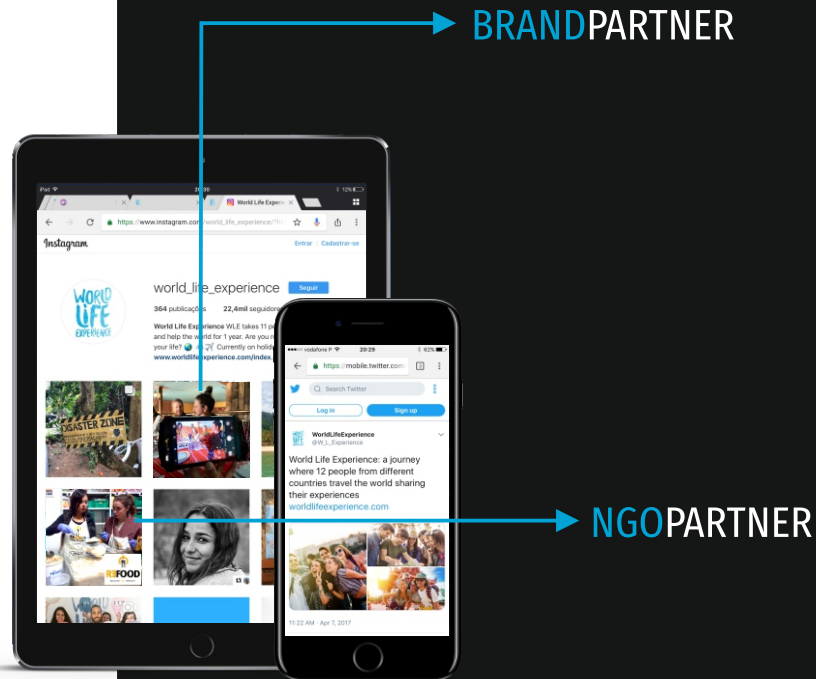 BRANDPARTNER
iPad
20:30
12%
World Life Experie
https://www.instagram.com/world_life_experience/?hl
Instagram
Entrar | Cadastrar-se
WORLD
LIFE
EXPERIENCE
world_life_experience
Seguir
364 publicações 22,4mil seguidores
World Life Experience WLE takes 11 pe
and help the world for 1 year. Are you
your life? Currently on holid
www.worldlifeexperience.com/index.
DISASTER ZONE
REFOOD
WORLD
vodafone P
20:29
62%
https://mobile.twitter.com
Search Twitter
Log in
Sign up
WorldLifeExperience
@W_L_Experience
World Life Experience: a journey
where 12 people from different
countries travel the world sharing
their experiences
worldlifeexperience.com
11:22 AM · Apr 7, 2017
NGOPARTNER